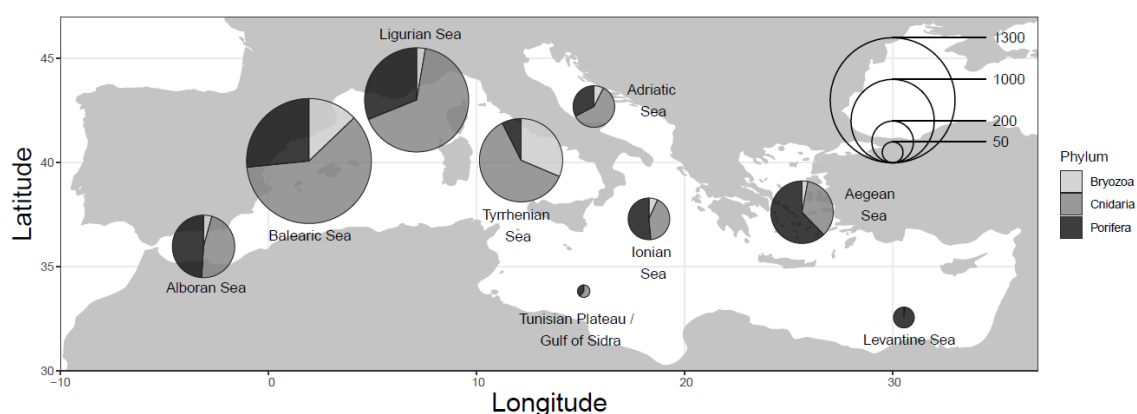 Ligurian Sea
Adriatic
Sea
Balearic Sea
Tyrrhenian
Sea
Alboran Sea
Ionian
Sea
Aegean
Sea
Tunisian Plateau /
Gulf of Sidra
Levantine Sea
1300
1000
200
50
Phylum
Bryozoa
Cnidaria
Porifera
Latitude
45
40
35
30
−10
0
10
20
30
Longitude